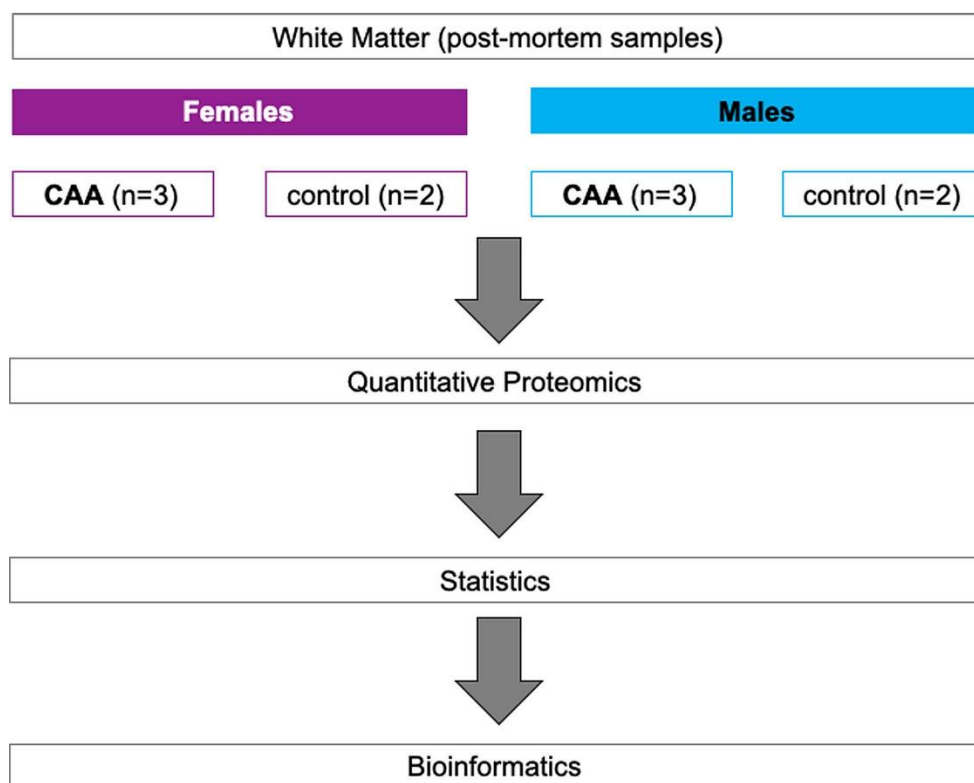 White Matter (post-mortem samples)
Females
Males
CAA (n=3)
control (n=2)
CAA (n=3)
control (n=2)
Quantitative Proteomics
Statistics
Bioinformatics